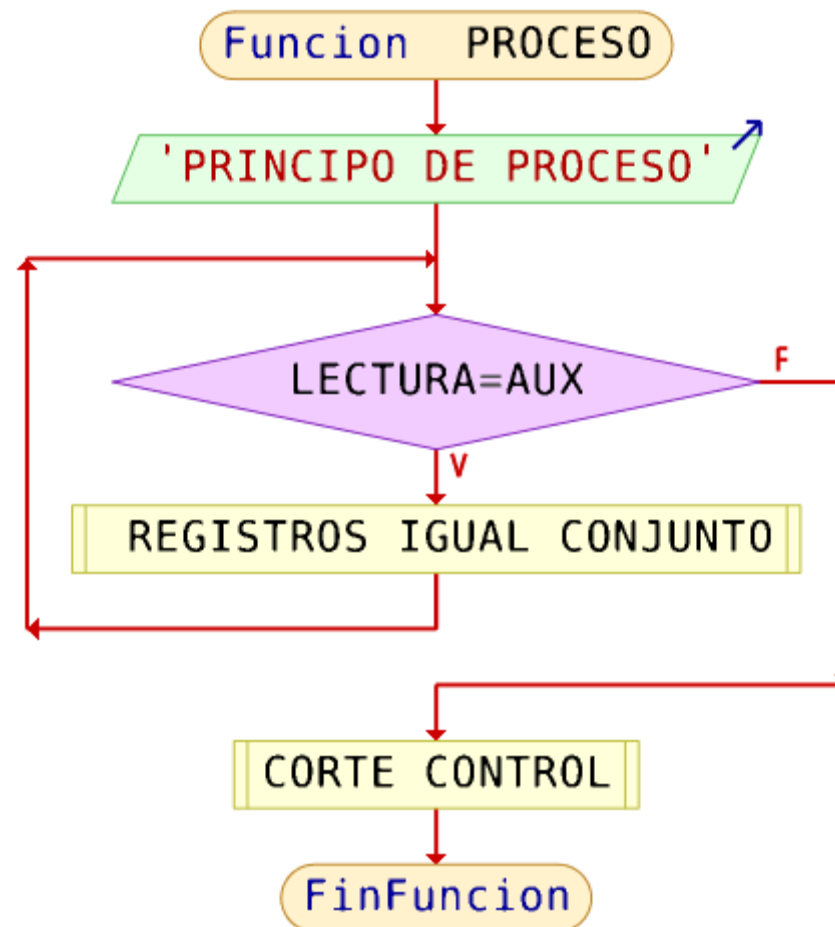 Funcion PROCESO
'PRINCIPO DE PROCESO'
LECTURA=AUX
F
V
REGISTROS IGUAL CONJUNTO
CORTE CONTROL
FinFuncion